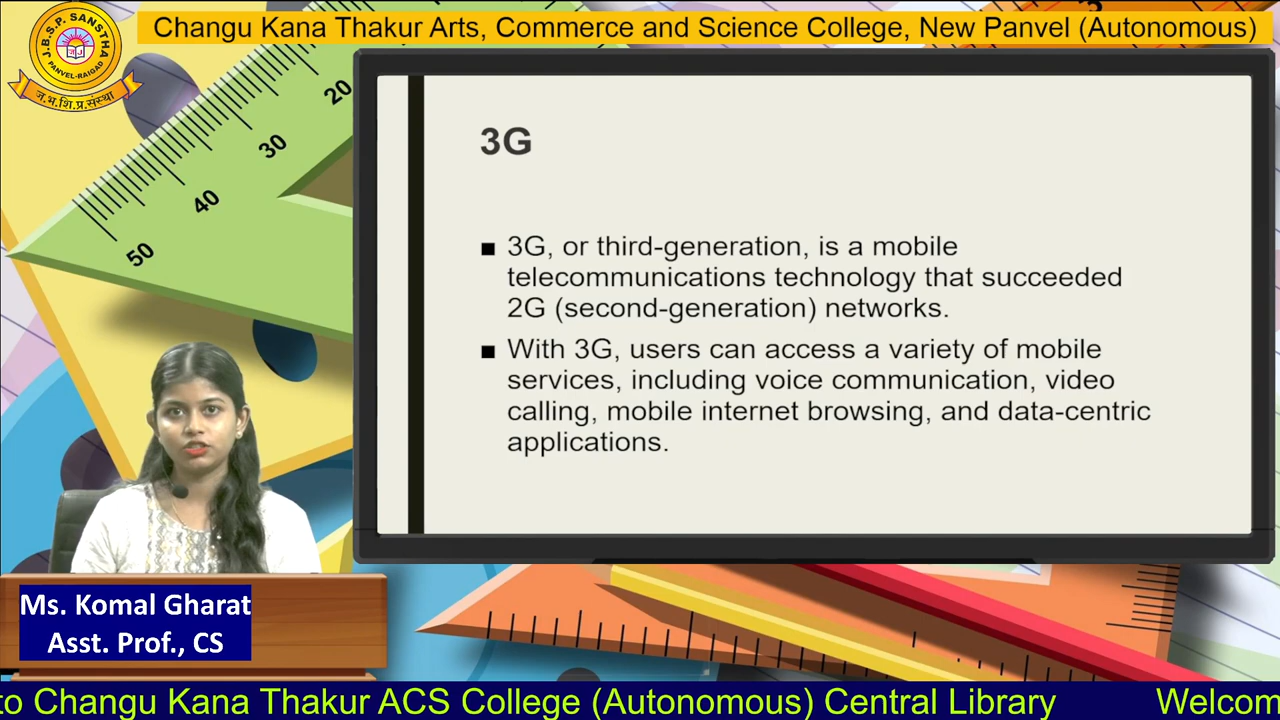 Changu Kana Thakur Arts, Commerce and Science College, New Panvel (Autonomous)
J.B.S.P. SANSTHA
PANVEL-RAIGAD
ज.भ.शि.प्र.संस्था
20
30
40
50
3G
■ 3G, or third-generation, is a mobile
telecommunications technology that succeeded
2G (second-generation) networks.
■ With 3G, users can access a variety of mobile
services, including voice communication, video
calling, mobile internet browsing, and data-centric
applications.
Ms. Komal Gharat
Asst. Prof., CS
to Changu Kana Thakur ACS College (Autonomous) Central Library Welcom